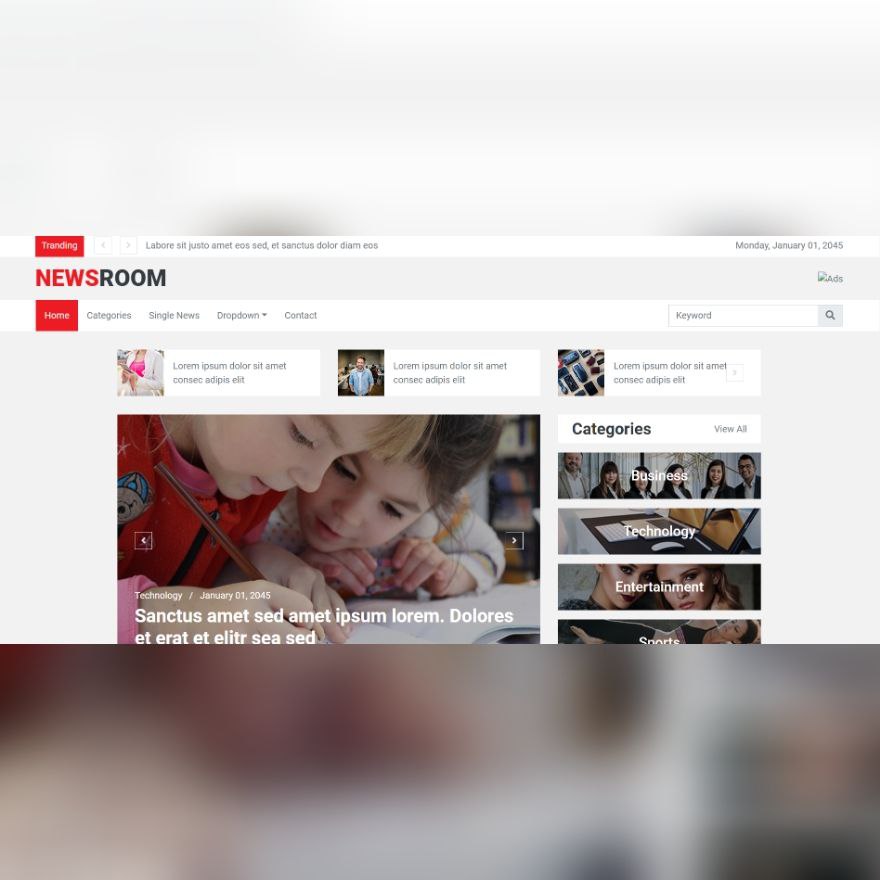 Tranding
Labore sit justo amet eos sed, et sanctus dolor diam eos
Monday, January 01, 2045
NEWSROOM
Ads
Home
Categories
Single News
Dropdown
Contact
Keyword
Lorem ipsum dolor sit amet
consec adipis elit
Lorem ipsum dolor sit amet
consec adipis elit
Lorem ipsum dolor sit amet
consec adipis elit
Technology / January 01, 2045
Sanctus amet sed amet ipsum lorem. Dolores
et erat et elitr sea sed
Categories
View All
Business
Technology
Entertainment
Sports